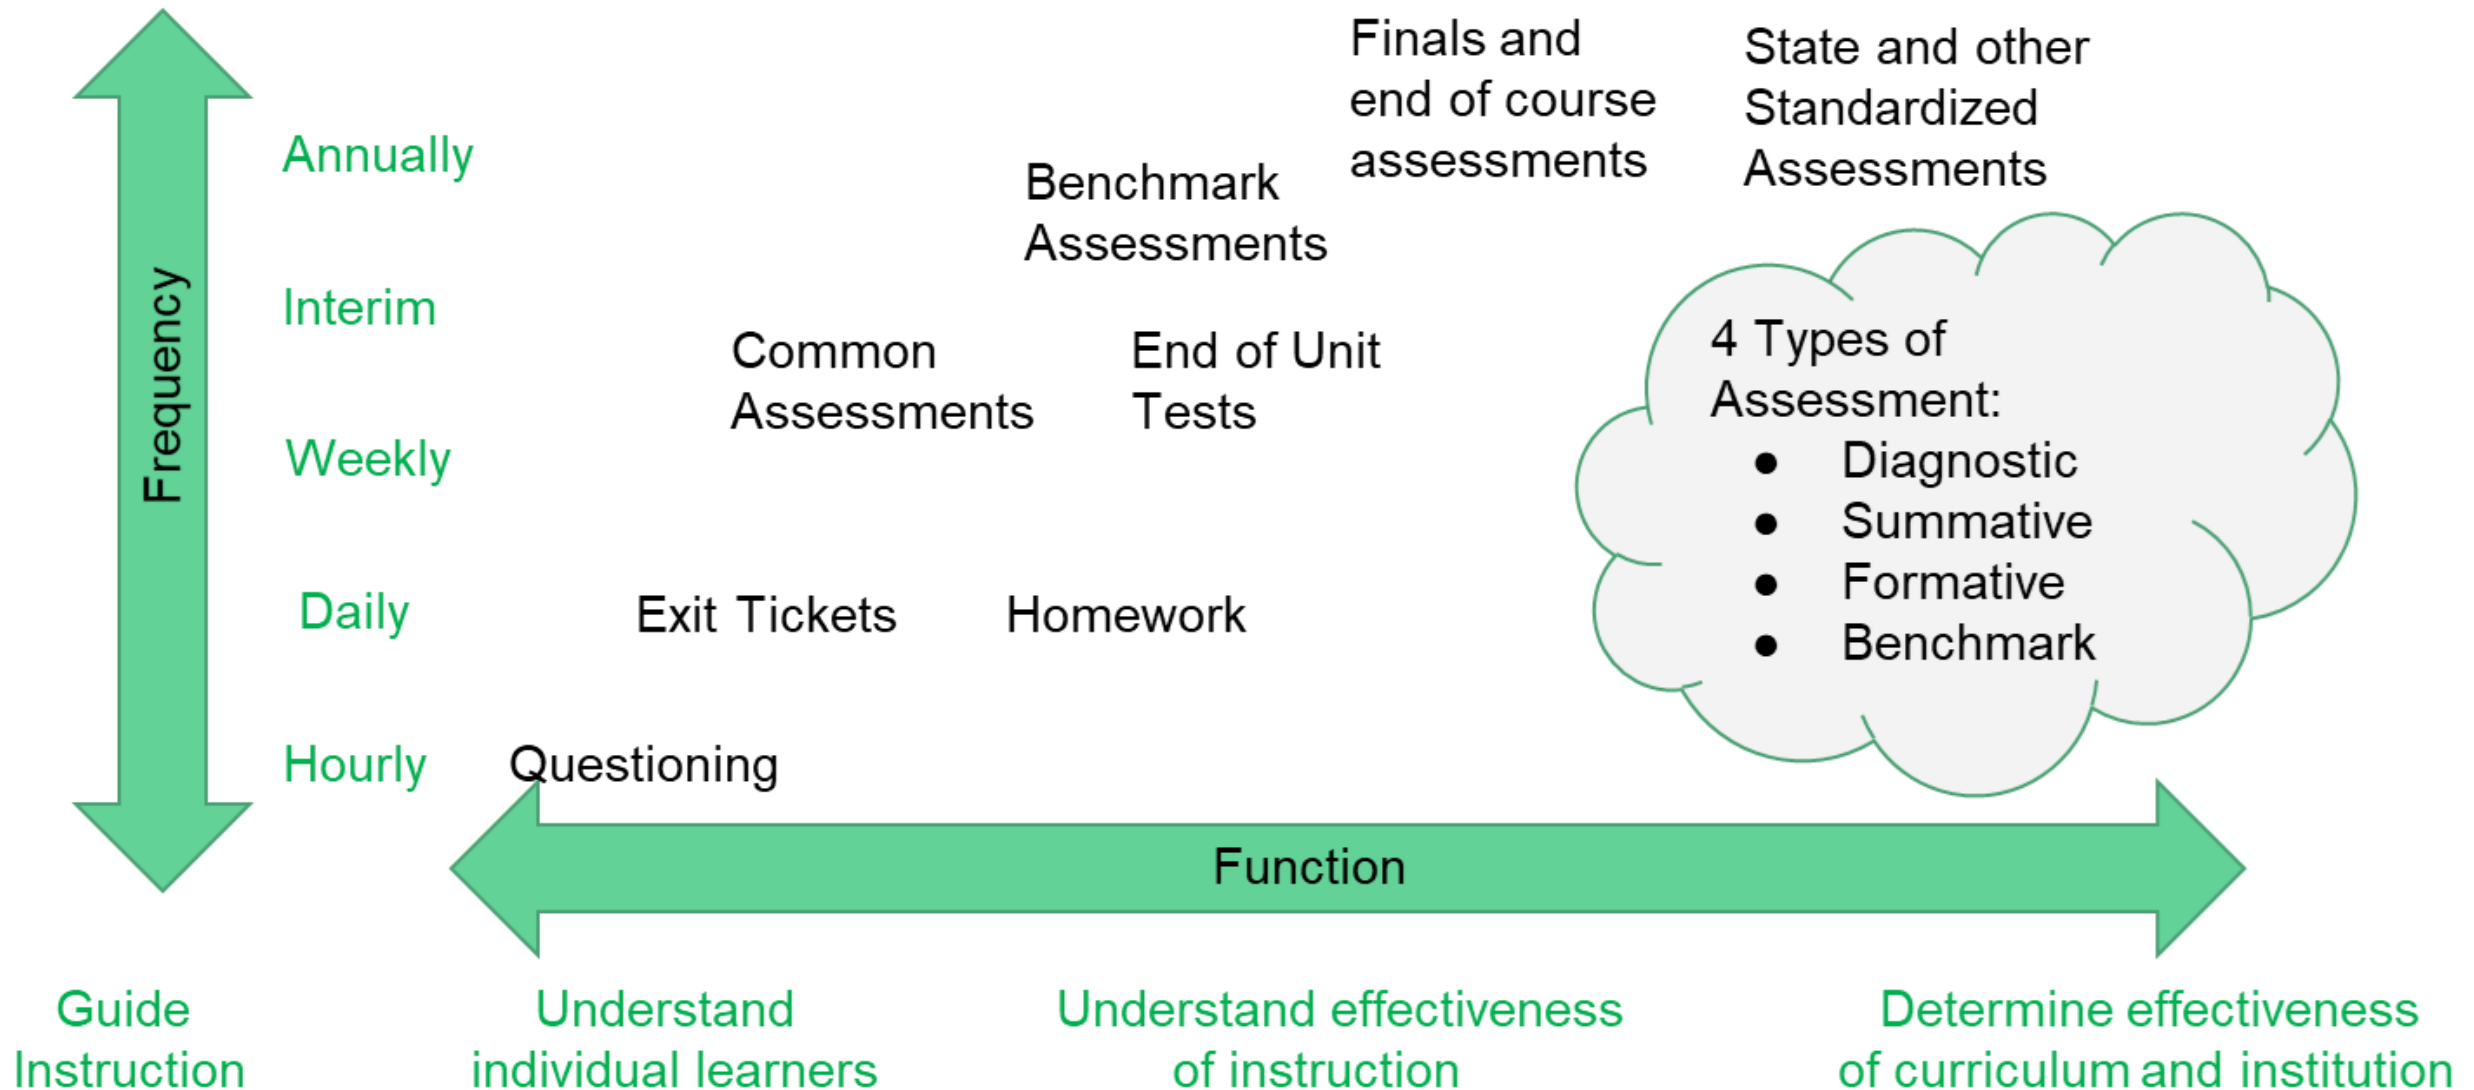 Frequency
Annually
Interim
Weekly
Daily
Hourly
Finals and
end of course
assessments
State and other
Standardized
Assessments
Benchmark
Assessments
Common
Assessments
End of Unit
Tests
Exit Tickets
Homework
Questioning
4 Types of
Assessment:
● Diagnostic
● Summative
● Formative
● Benchmark
Function
Guide
Instruction
Understand
individual learners
Understand effectiveness
of instruction
Determine effectiveness
of curriculum and institution